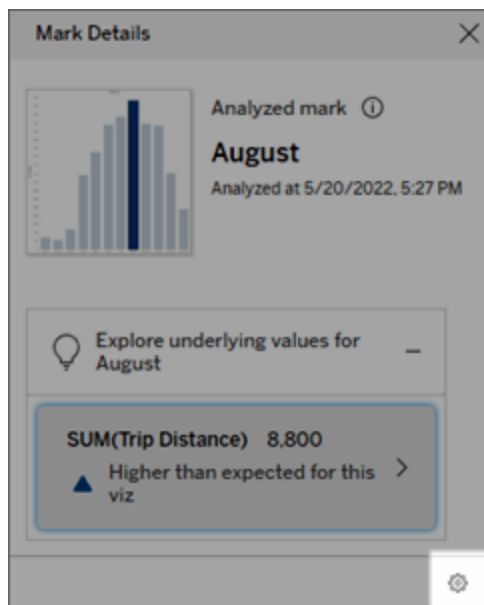 Mark Details
Analyzed mark
August
Analyzed at 5/20/2022, 5:27 PM
Explore underlying values for
August
SUM(Trip Distance) 8,800
Higher than expected for this
viz